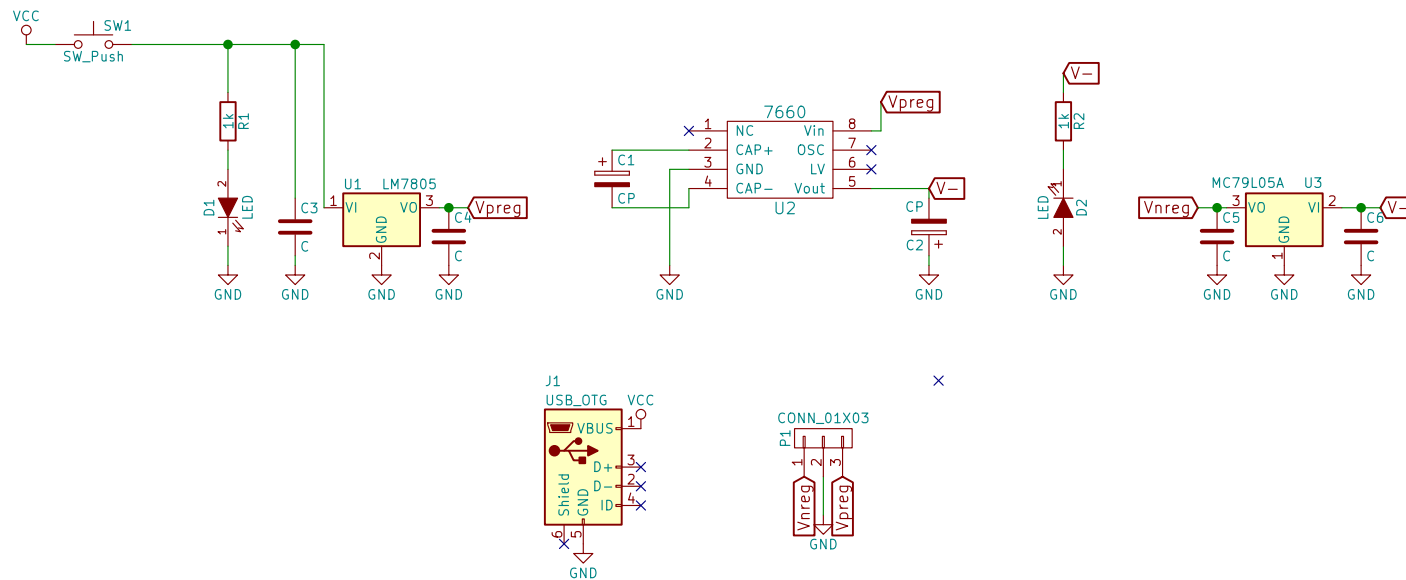 VCC
SW1
SW_Push
1k
R1
2
D1
LED
1
GND
C3
C
GND
U1
LM7805
1
VI
VO
3
GND
2
GND
Vpreg
C4
C
GND
C1
+
CP
7660
1
NC
Vin
8
2
CAP+
OSC
7
3
GND
LV
6
4
CAP-
Vout
5
U2
GND
Vpreg
V-
CP
C2
+
GND
V-
1k
R2
1
LED
D2
2
GND
MC79L05A
U3
Vnreg
3
VO
VI
2
GND
1
GND
C5
C
GND
C6
C
GND
V-
J1
USB_OTG
VCC
VBUS
1
D+
3
D-
2
ID
4
Shield
GND
6
5
GND
CONN_01X03
P1
1
2
3
Vnreg
Vpreg
GND